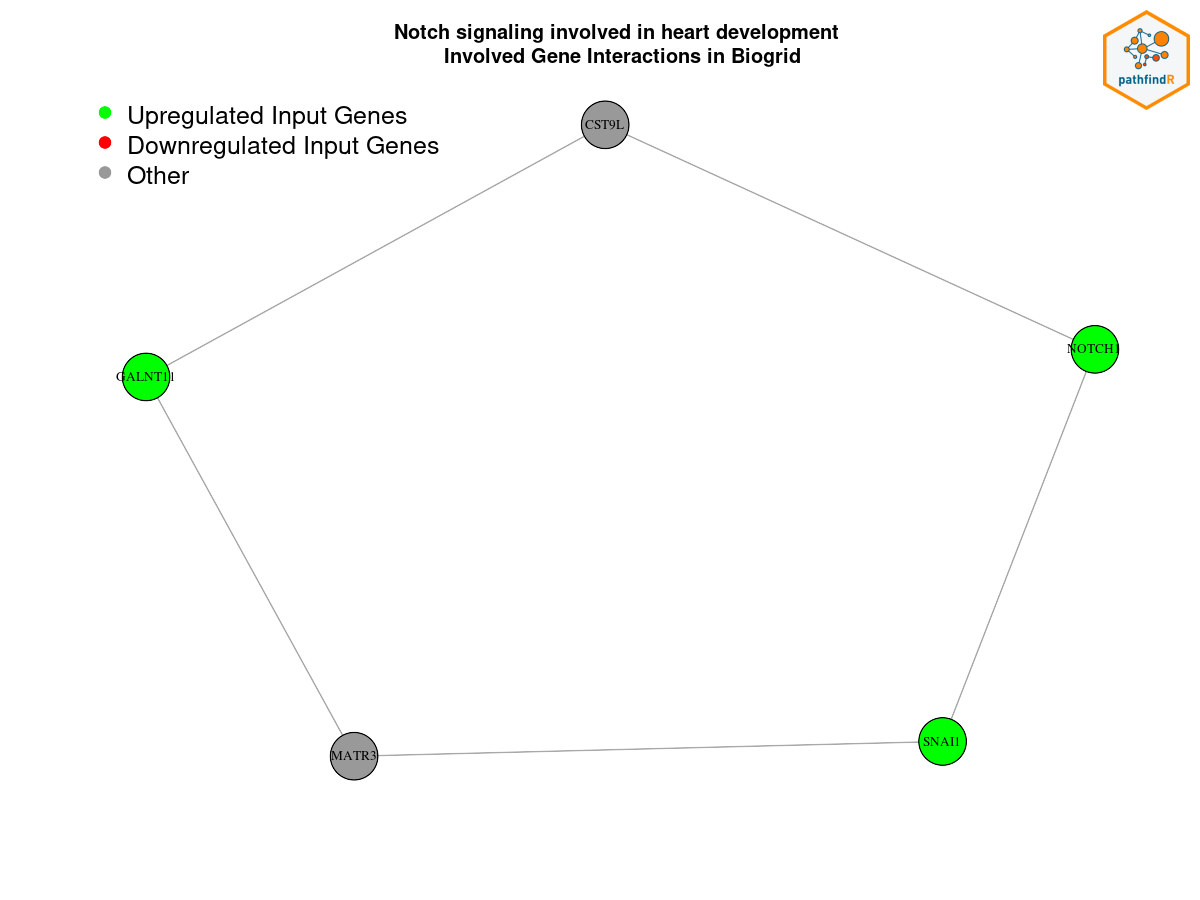 Notch signaling involved in heart development
Involved Gene Interactions in Biogrid
pathfindR
Upregulated Input Genes
Downregulated Input Genes
Other
CST9L
NOTCH1
GALNT11
SNAI1
MATR3